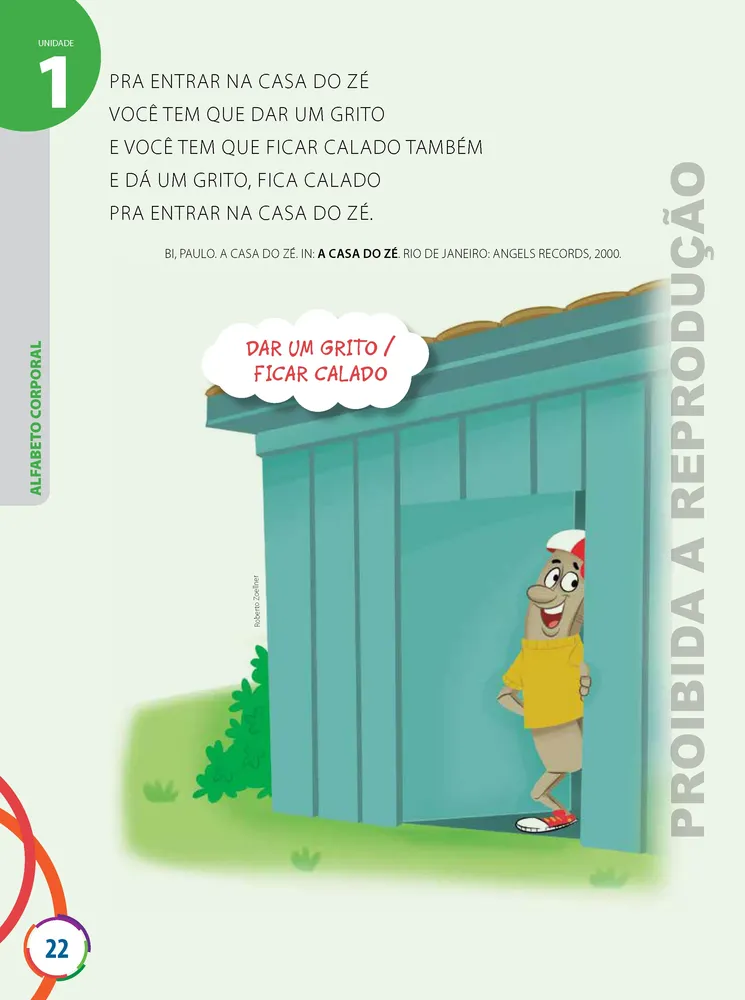 UNIDADE
1
PRA ENTRAR NA CASA DO ZÉ
VOCÊ TEM QUE DAR UM GRITO
E VOCÊ TEM QUE FICAR CALADO TAMBÉM
E DÁ UM GRITO, FICA CALADO
PRA ENTRAR NA CASA DO ZÉ.
BI, PAULO. A CASA DO ZÉ. IN: A CASA DO ZÉ. RIO DE JANEIRO: ANGELS RECORDS, 2000.
DAR UM GRITO /
FICAR CALADO
ALFABETO CORPORAL
Roberto Zoellner
PROIBIDA A REPRODUÇÃO
22